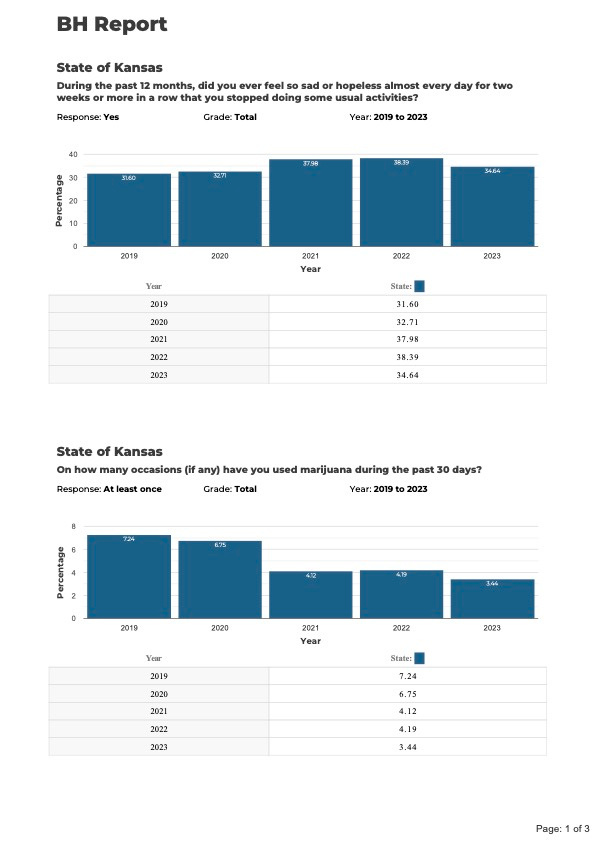 BH Report
State of Kansas
During the past 12 months, did you ever feel so sad or hopeless almost every day for two
weeks or more in a row that you stopped doing some usual activities?
Response: Yes Grade: Total Year: 2019 to 2023
Percentage
40
30
20
10
0
31.60 32.71 37.98 38.39 34.64
2019 2020 2021 2022 2023
Year
Year State:
2019 31.60
2020 32.71
2021 37.98
2022 38.39
2023 34.64
State of Kansas
On how many occasions (if any) have you used marijuana during the past 30 days?
Response: At least once Grade: Total Year: 2019 to 2023
Percentage
8
6
4
2
0
7.24 6.75 4.12 4.19 3.44
2019 2020 2021 2022 2023
Year
Year State:
2019 7.24
2020 6.75
2021 4.12
2022 4.19
2023 3.44
Page: 1 of 3